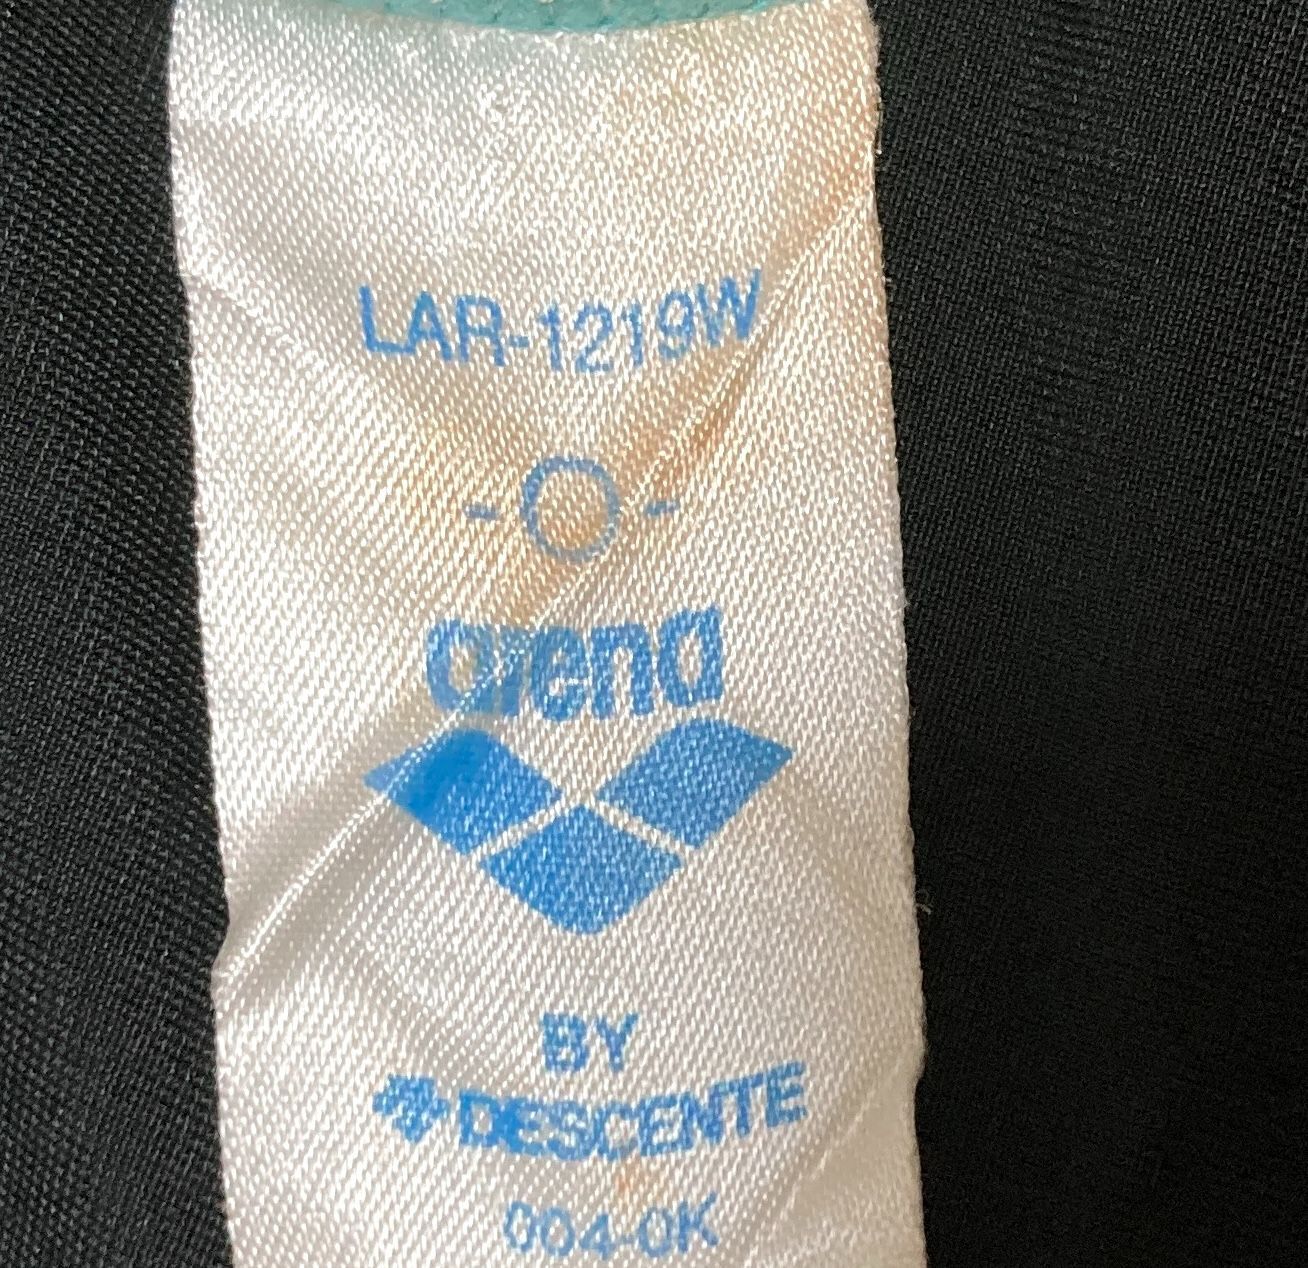 LAR-1219W
-O-
arena
BY
DESCENTE
004-0K